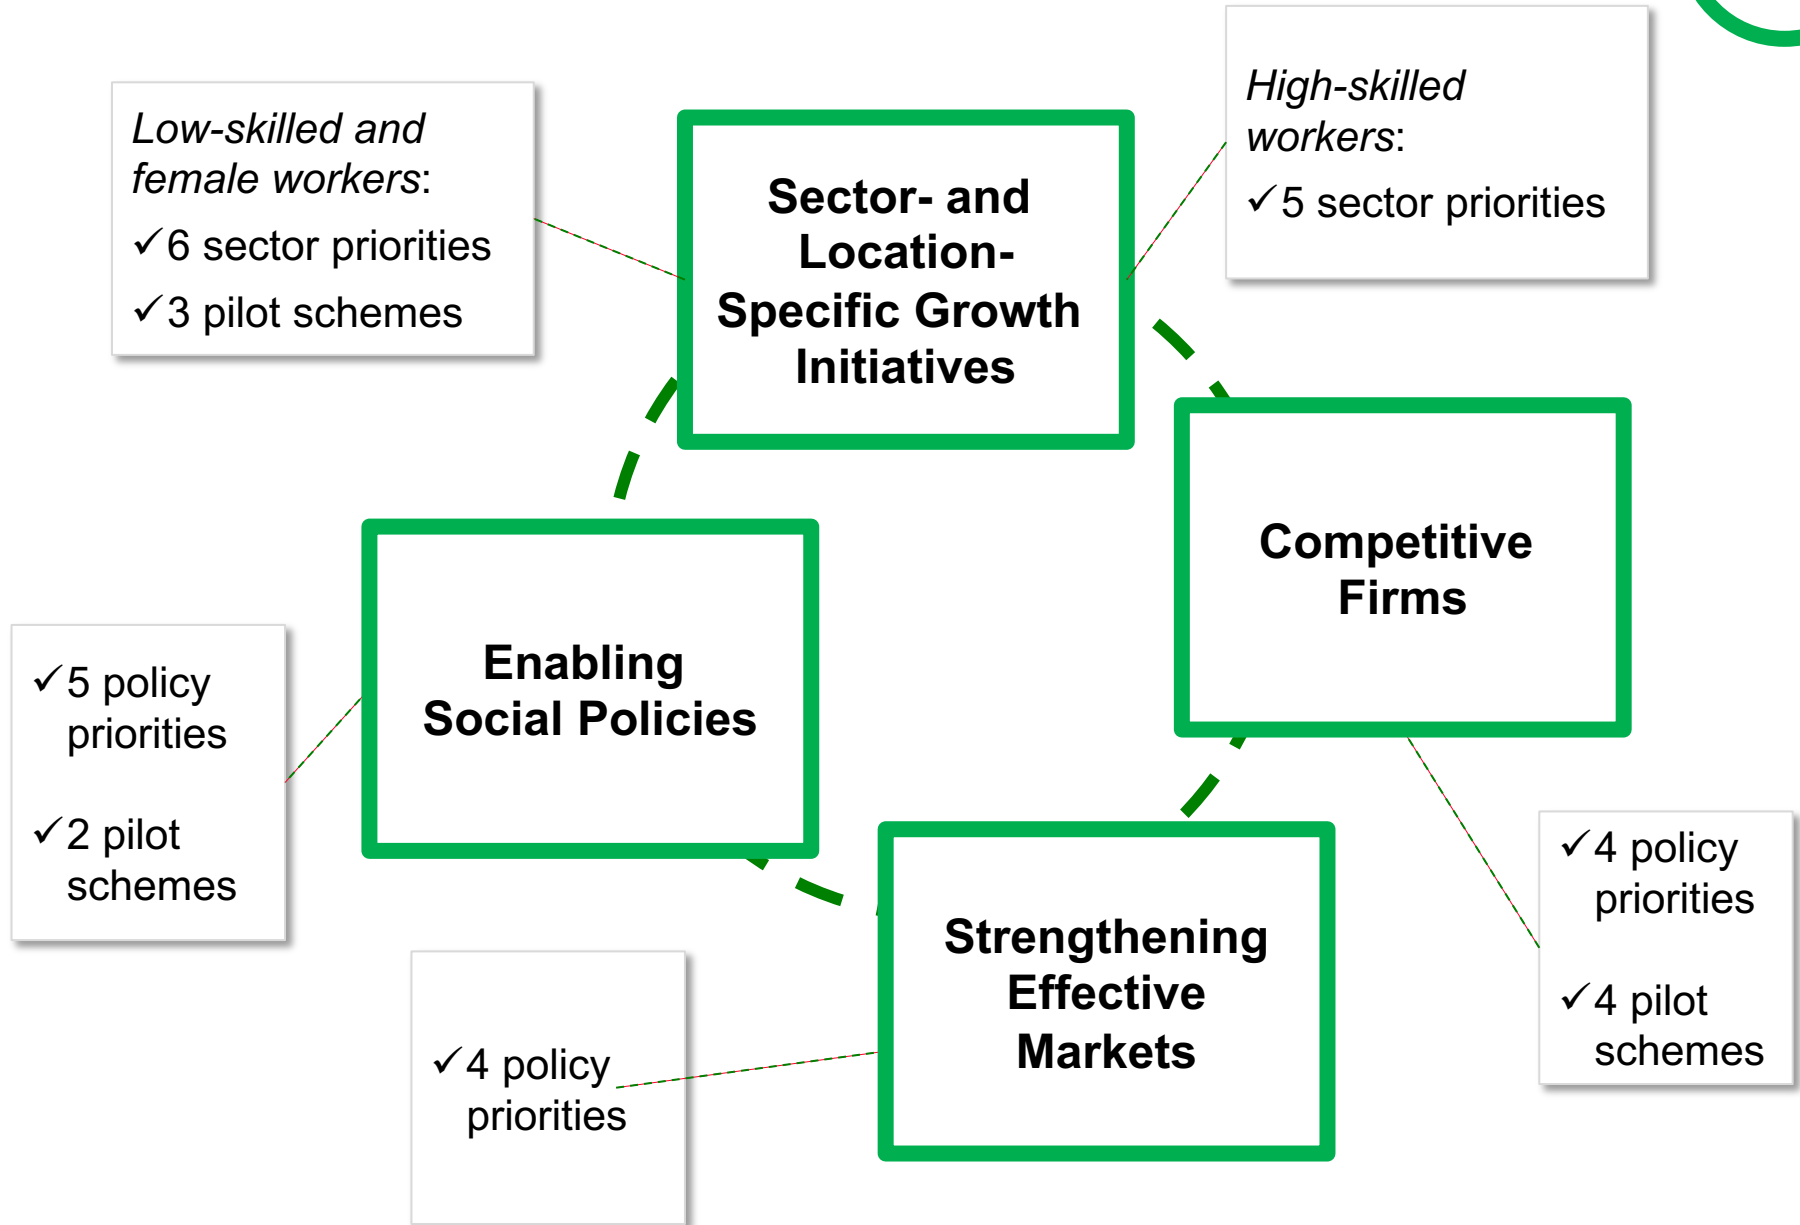 Low-skilled and
female workers:
✓6 sector priorities
✓3 pilot schemes
Sector- and
Location-
Specific Growth
Initiatives
High-skilled
workers:
✓5 sector priorities
Competitive
Firms
Enabling
Social Policies
✓5 policy
priorities
✓2 pilot
schemes
✓4 policy
priorities
✓4 pilot
schemes
Strengthening
Effective
Markets
✓4 policy
priorities